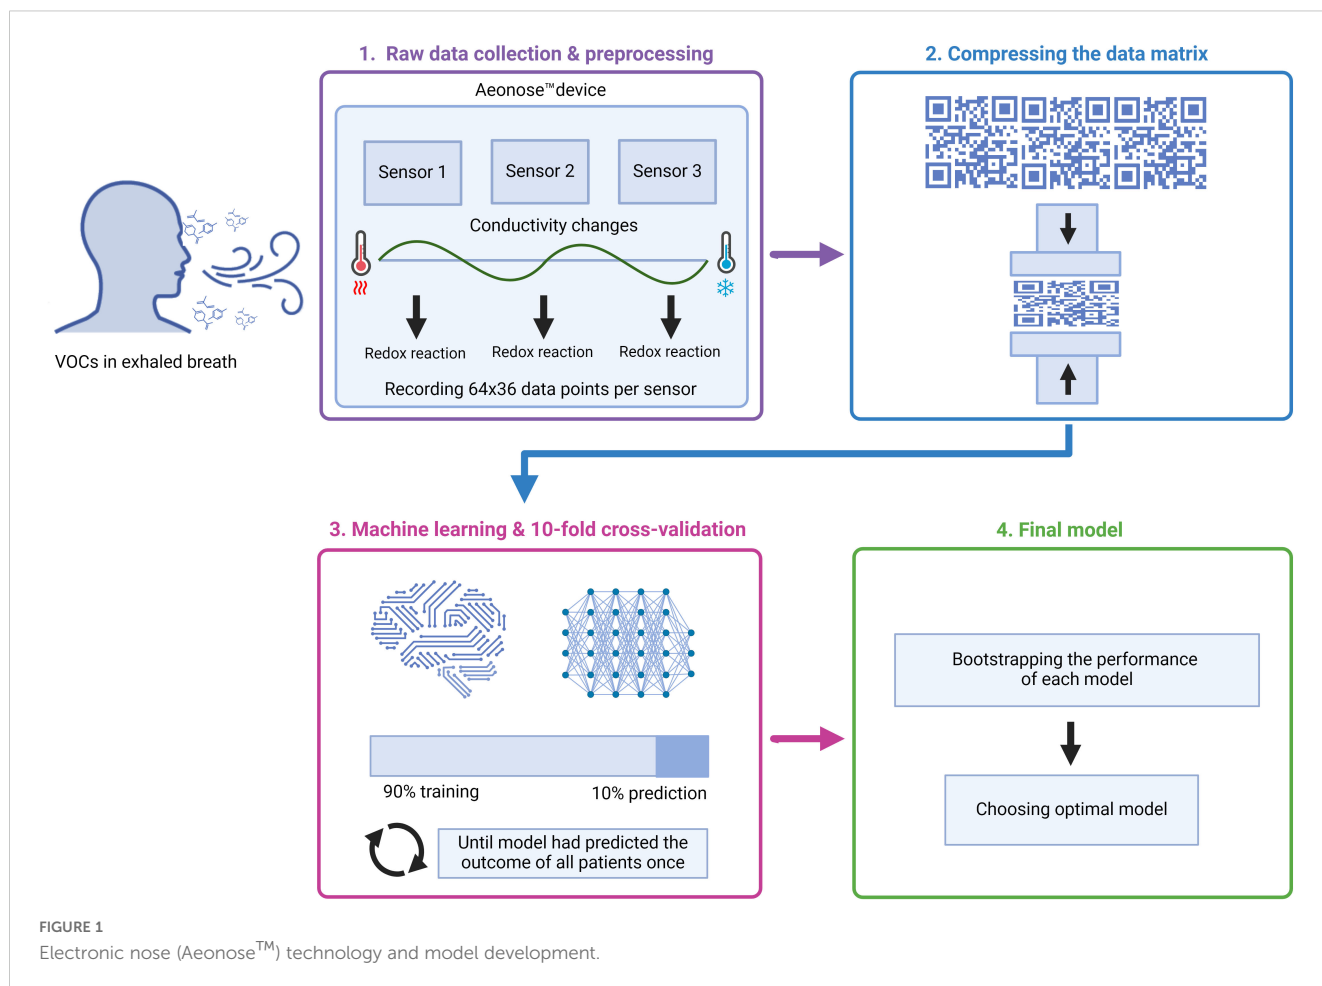 1. Raw data collection & preprocessing
Aeonose™ device
Sensor 1
Sensor 2
Sensor 3
Conductivity changes
Redox reaction
Redox reaction
Redox reaction
Recording 64x36 data points per sensor
VOCs in exhaled breath
2. Compressing the data matrix
3. Machine learning & 10-fold cross-validation
90% training
10% prediction
Until model had predicted the
outcome of all patients once
4. Final model
Bootstrapping the performance
of each model
Choosing optimal model
FIGURE 1
Electronic nose (Aeonose™) technology and model development.